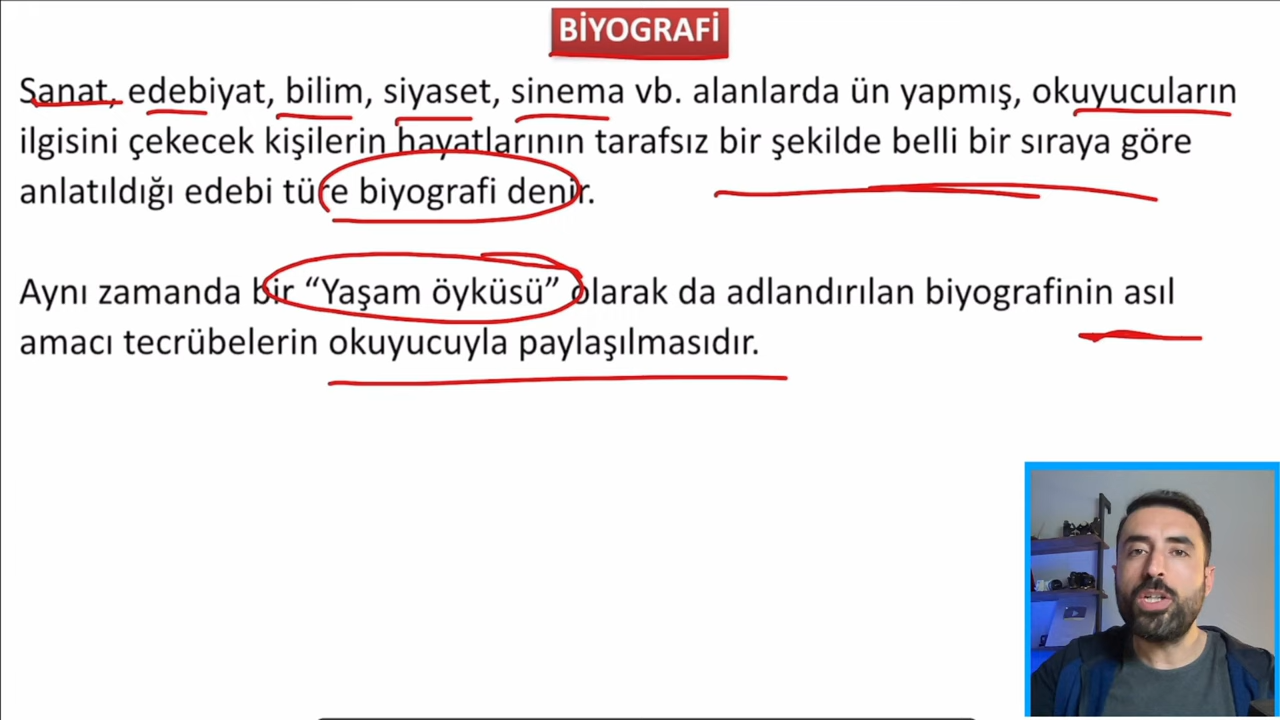 BİYOGRAFİ
Sanat, edebiyat, bilim, siyaset, sinema vb. alanlarda ün yapmış, okuyucuların
ilgisini çekecek kişilerin hayatlarının tarafsız bir şekilde belli bir sıraya göre
anlatıldığı edebi türe biyografi denir.
Aynı zamanda bir “Yaşam öyküsü” olarak da adlandırılan biyografinin asıl
amacı tecrübelerin okuyucuyla paylaşılmasıdır.